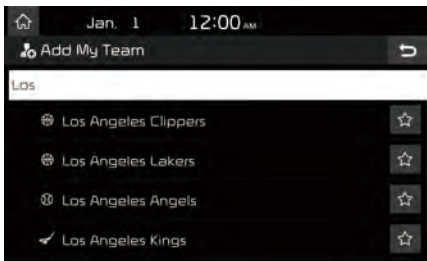 Jan. 1 12:00 AM
Add My Team
Los
Los Angeles Clippers
Los Angeles Lakers
Los Angeles Angels
Los Angeles Kings